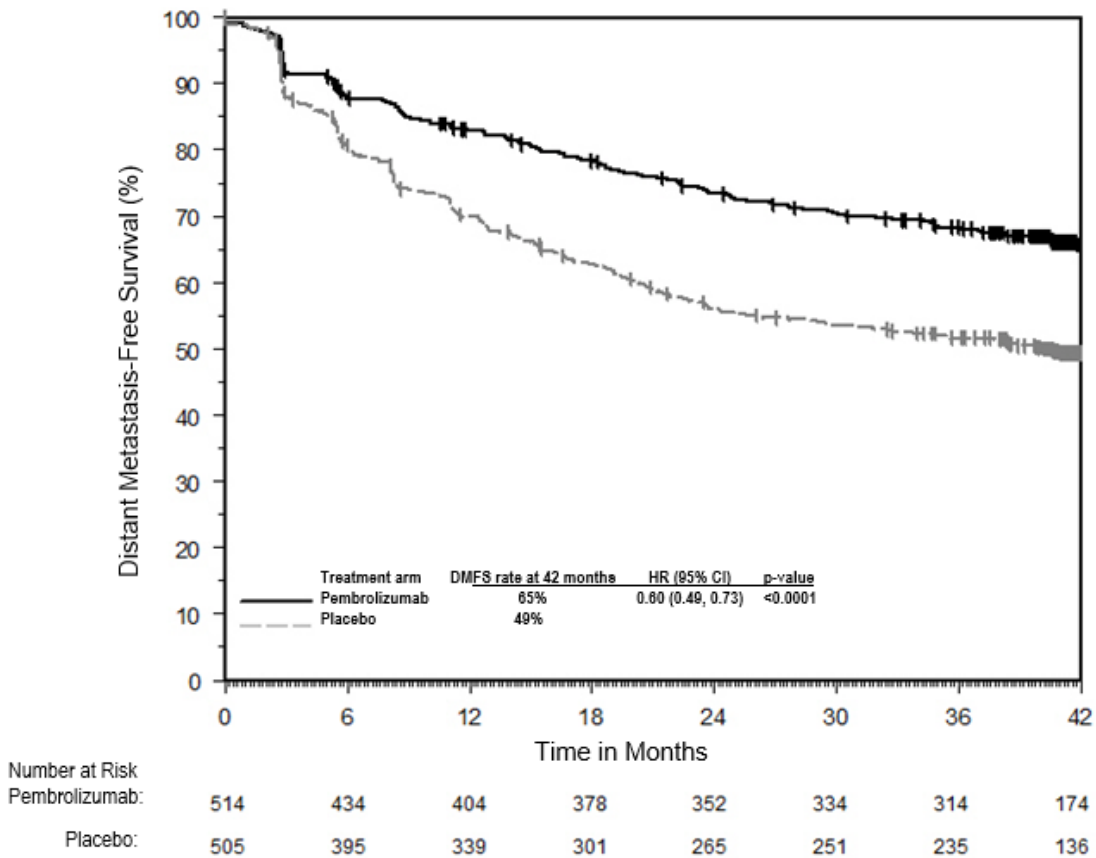 Distant Metastasis-Free Survival (%)
100
90
80
70
60
50
40
30
20
10
0
Treatment arm DMFS rate at 42 months HR (95% CI) p-value
Pembrolizumab 65% 0.60 (0.49, 0.73) <0.0001
Placebo 49%
0 6 12 18 24 30 36 42
Time in Months
Number at Risk
Pembrolizumab: 514 434 404 378 352 334 314 174
Placebo: 505 395 339 301 265 251 235 136